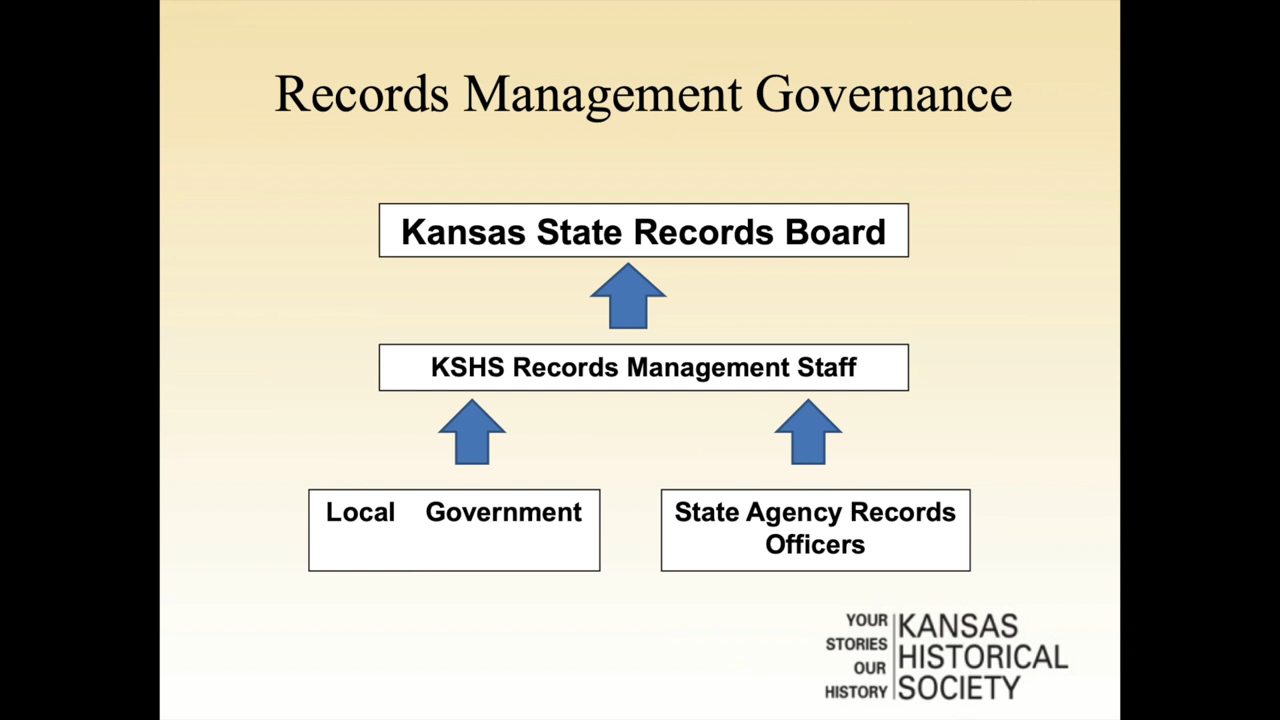 Records Management Governance
Kansas State Records Board
KSHS Records Management Staff
Local Government
State Agency Records
Officers
YOUR
STORIES
OUR
HISTORY
KANSAS
HISTORICAL
SOCIETY